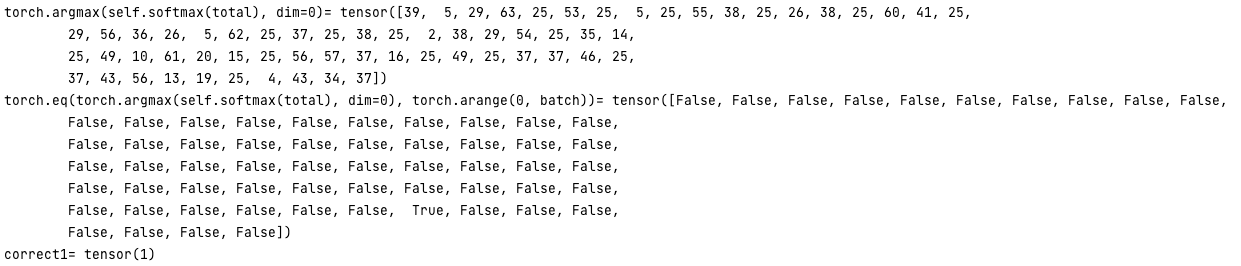 torch.argmax(self.softmax(total), dim=0)= tensor([39,  5, 29, 63, 25, 53, 25,  5, 25, 55, 38, 25, 26, 38, 25, 60, 41, 25,
        29, 56, 36, 26,  5, 62, 25, 37, 25, 38, 25,  2, 38, 29, 54, 25, 35, 14,
        25, 49, 10, 61, 20, 15, 25, 56, 57, 37, 16, 25, 49, 25, 37, 37, 46, 25,
        37, 43, 56, 13, 19, 25,  4, 43, 34, 37])
torch.eq(torch.argmax(self.softmax(total), dim=0), torch.arange(0, batch))= tensor([False, False, False, False, False, False, False, False, False, False,
        False, False, False, False, False, False, False, False, False, False,
        False, False, False, False, False, False, False, False, False, False,
        False, False, False, False, False, False, False, False, False, False,
        False, False, False, False, False, False, False, False, False, False,
        False, False, False, False, False, False,  True, False, False, False,
        False, False, False, False])
correct1= tensor(1)